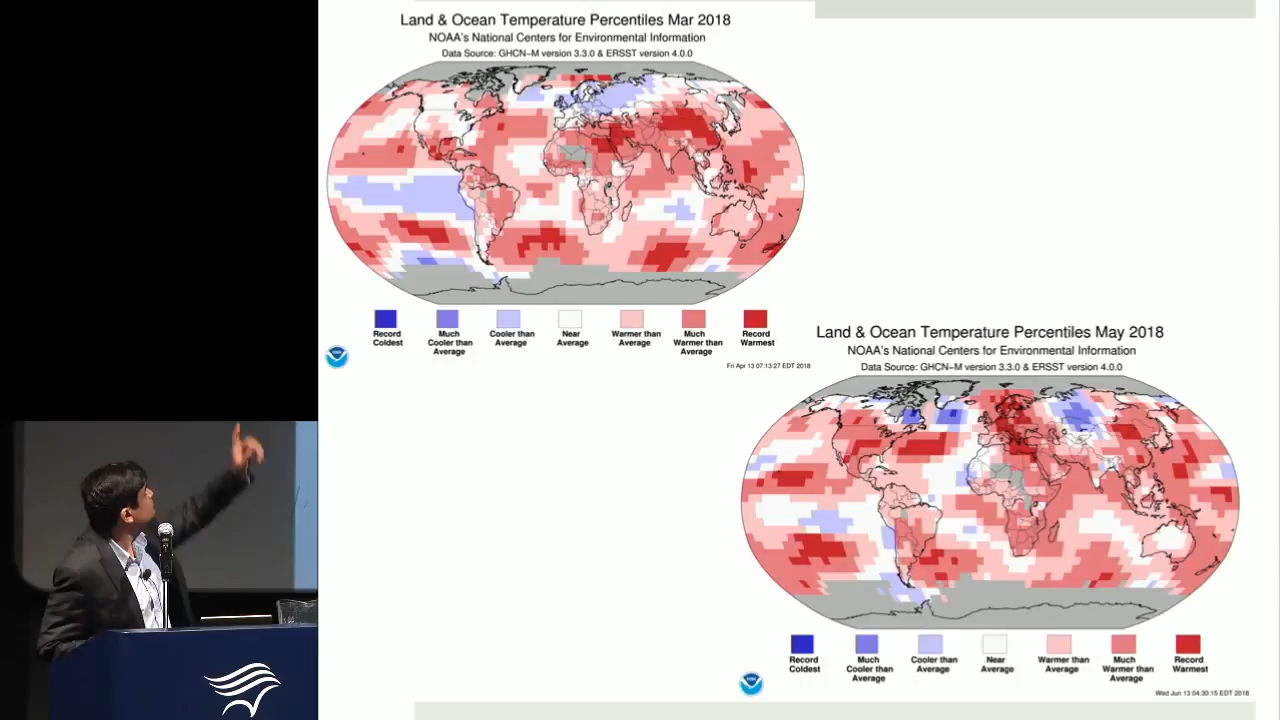 Land & Ocean Temperature Percentiles Mar 2018
NOAA's National Centers for Environmental Information
Data Source: GHCN–M version 3.3.0 & ERSST version 4.0.0
Record
Coldest
Much
Cooler than
Average
Cooler than
Average
Near
Average
Warmer than
Average
Much
Warmer than
Average
Record
Warmest
Fri Apr 13 07:13:27 EDT 2018
Land & Ocean Temperature Percentiles May 2018
NOAA's National Centers for Environmental Information
Data Source: GHCN–M version 3.3.0 & ERSST version 4.0.0
Record
Coldest
Much
Cooler than
Average
Cooler than
Average
Near
Average
Warmer than
Average
Much
Warmer than
Average
Record
Warmest
Wed Jun 13 04:30:15 EDT 2018